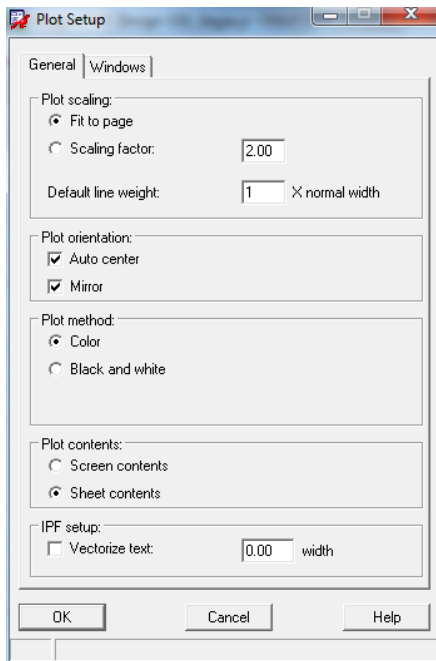 Plot Setup
General Windows
Plot scaling:
Fit to page
Scaling factor: 2.00
Default line weight: 1 X normal width
Plot orientation:
Auto center
Mirror
Plot method:
Color
Black and white
Plot contents:
Screen contents
Sheet contents
IPF setup:
Vectorize text: 0.00 width
OK Cancel Help